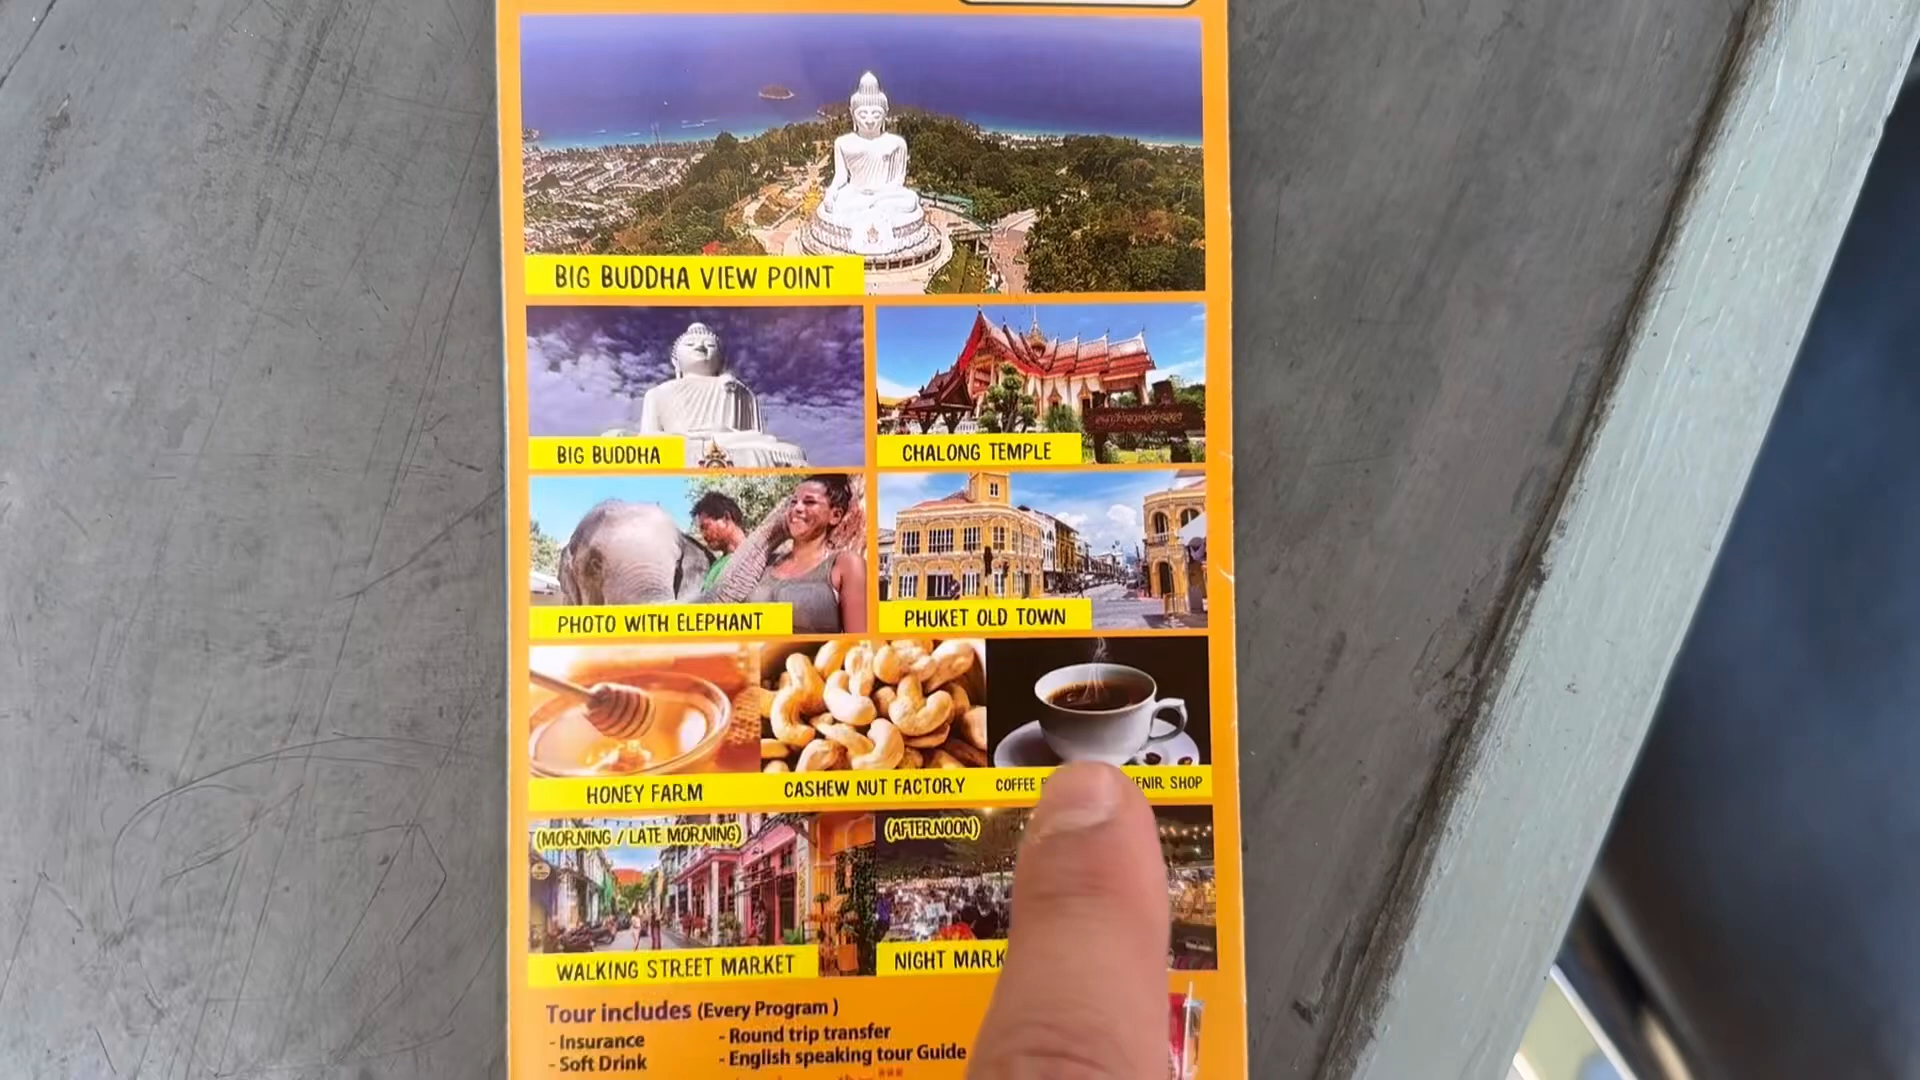 BIG BUDDHA VIEW POINT
BIG BUDDHA
CHALONG TEMPLE
PHOTO WITH ELEPHANT
PHUKET OLD TOWN
HONEY FARM
CASHEW NUT FACTORY
COFFEE
SHOP
(MORNING / LATE MORNING)
(AFTERNOON)
WALKING STREET MARKET
NIGHT MARK
Tour includes (Every Program )
- Insurance
- Round trip transfer
- Soft Drink
- English speaking tour Guide